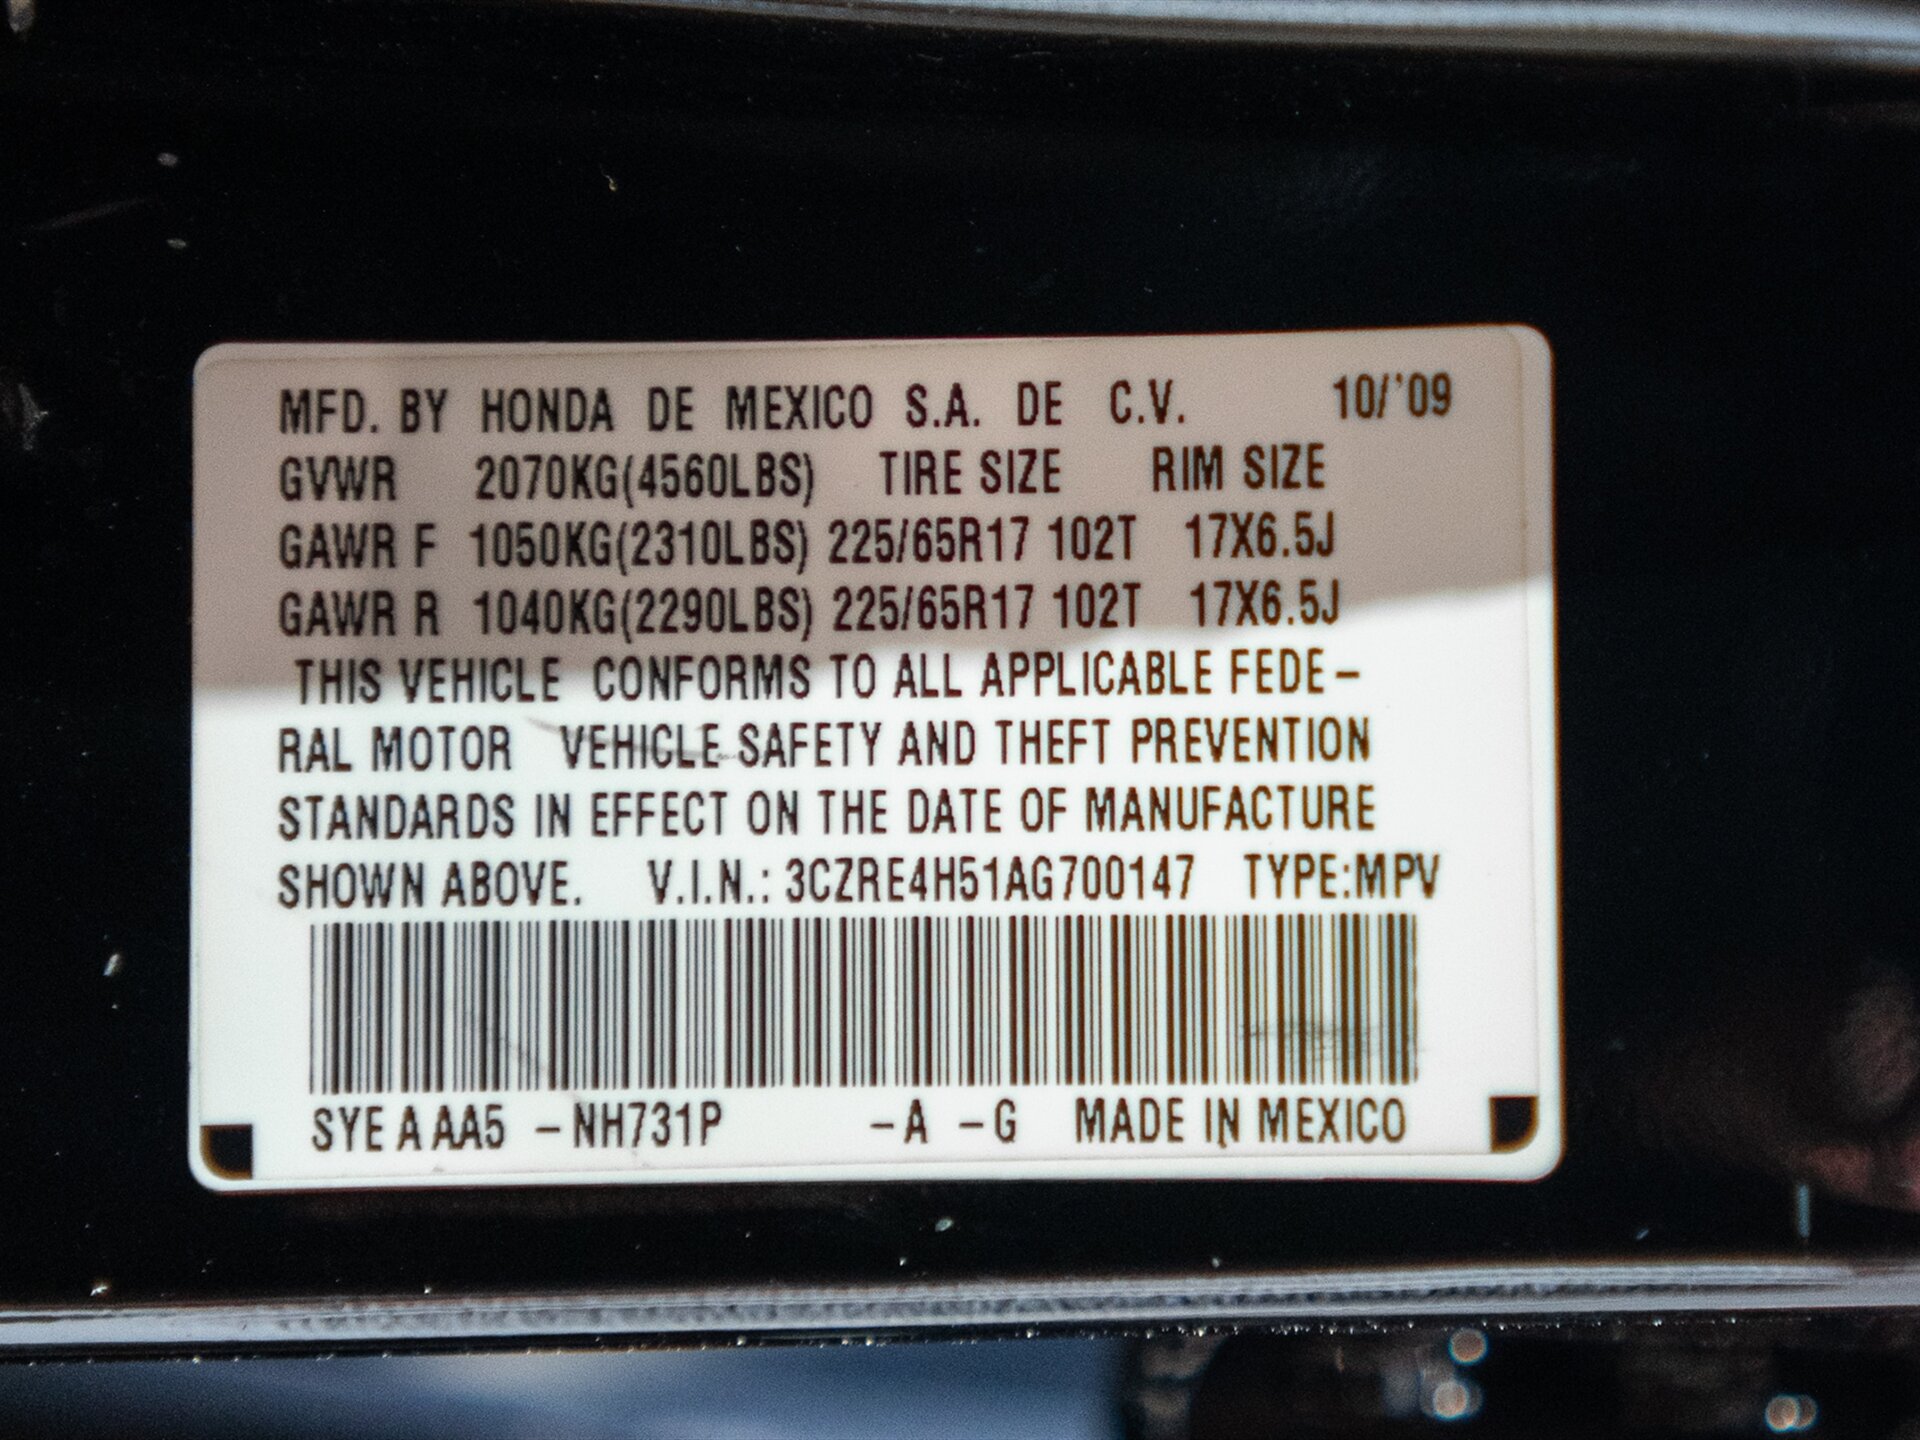 MFD. BY HONDA DE MEXICO S.A. DE C.V. 10/'09
GVWR 2070KG(4560LBS) TIRE SIZE RIM SIZE
GAWR F 1050KG(2310LBS) 225/65R17 102T 17X6.5J
GAWR R 1040KG(2290LBS) 225/65R17 102T 17X6.5J
THIS VEHICLE CONFORMS TO ALL APPLICABLE FEDE-
RAL MOTOR VEHICLE SAFETY AND THEFT PREVENTION
STANDARDS IN EFFECT ON THE DATE OF MANUFACTURE
SHOWN ABOVE. V.I.N.: 3CZRE4H51AG700147 TYPE:MPV
SYE A AA5 -NH731P -A -G MADE IN MEXICO